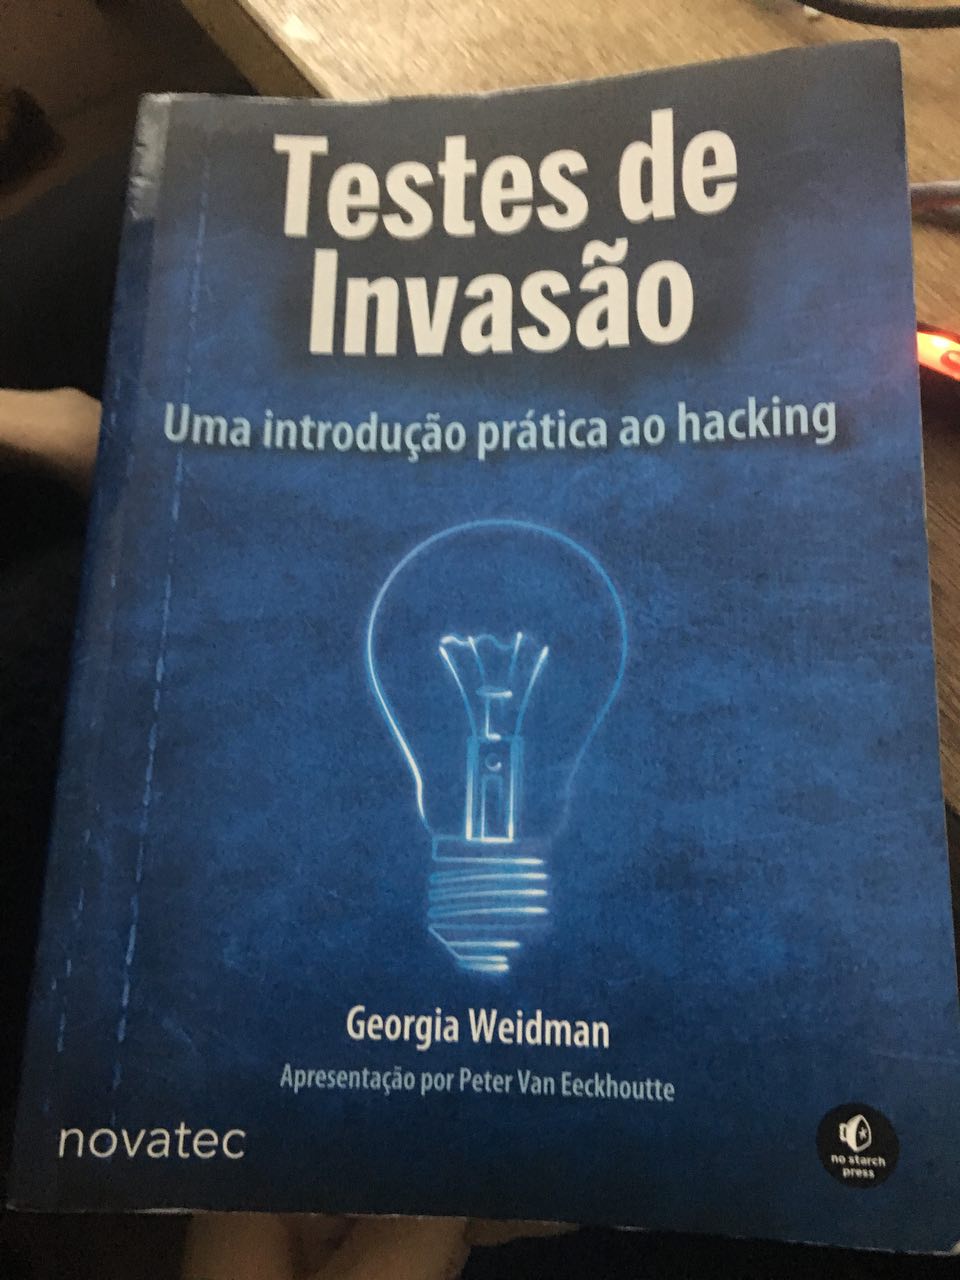 Testes de
Invasão
Uma introdução prática ao hacking
Georgia Weidman
Apresentação por Peter Van Eeckhoutte
novatec
no starch
press